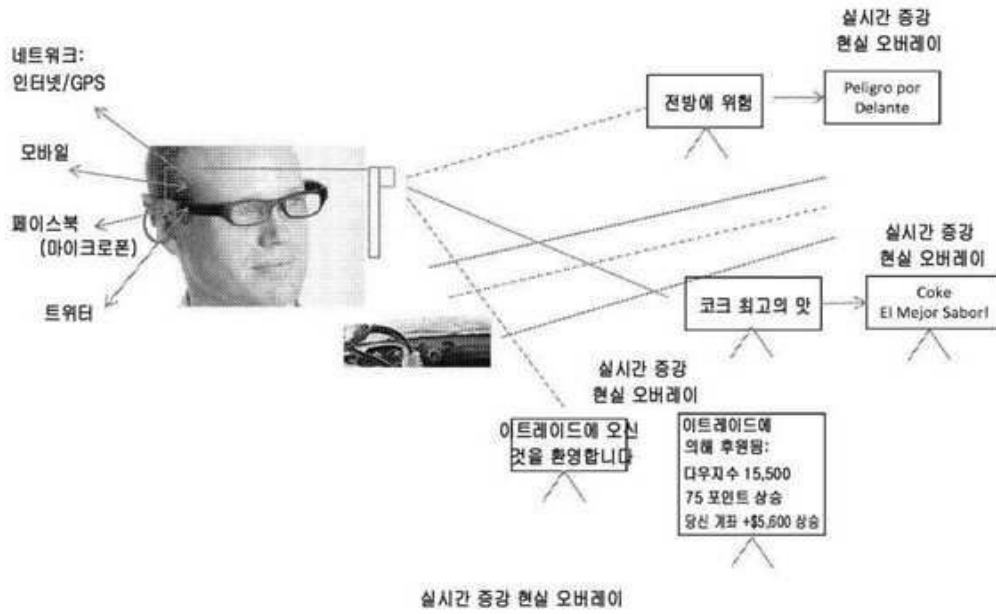 실시간 증강
현실 오버레이
네트워크:
인터넷/GPS
전방에 위험
Peligro por
Delante
모바일
페이스북
(마이크로폰)
트위터
실시간 증강
현실 오버레이
코크 최고의 맛
Coke
El Mejor Sabor!
실시간 증강
현실 오버레이
이트레이드에 오신
것을 환영합니다
이트레이드에
의해 후원됨:
다우지수 15,500
75 포인트 상승
당신 계좌 +$5,600 상승
실시간 증강 현실 오버레이